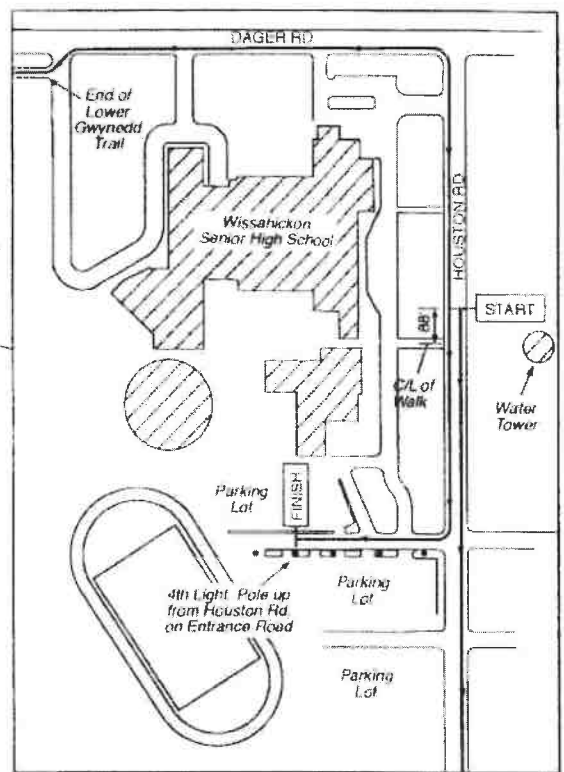 DAGER RD
End of
Lower
Gwynedd
Trail
Wissahickon
Senior High School
HOUSTON RD
START
88'
C/L of
Walk
Water
Tower
Parking
Lot
FINISH
4th Light Pole up
from Houston Rd.
on Entrance Road
Parking
Lot
Parking
Lot